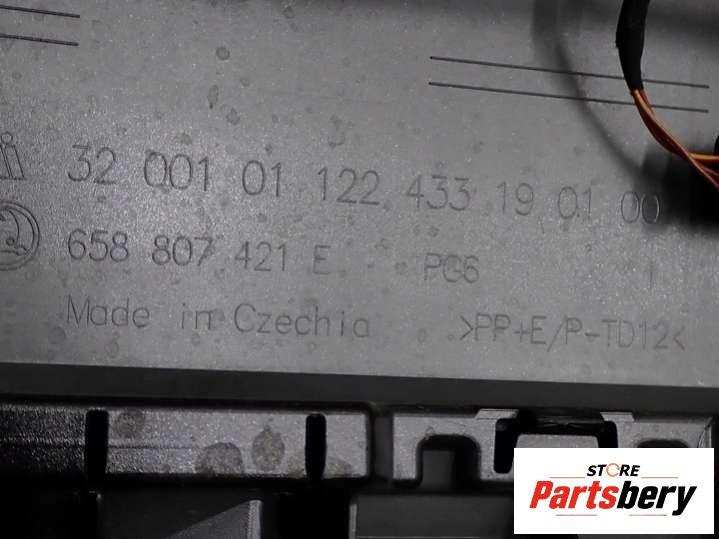 32 001 01 122 433 19 01 00
658 807 421 E PG6
Made in Czechia >PP+E/P-TD12<
STORE
Partsbery